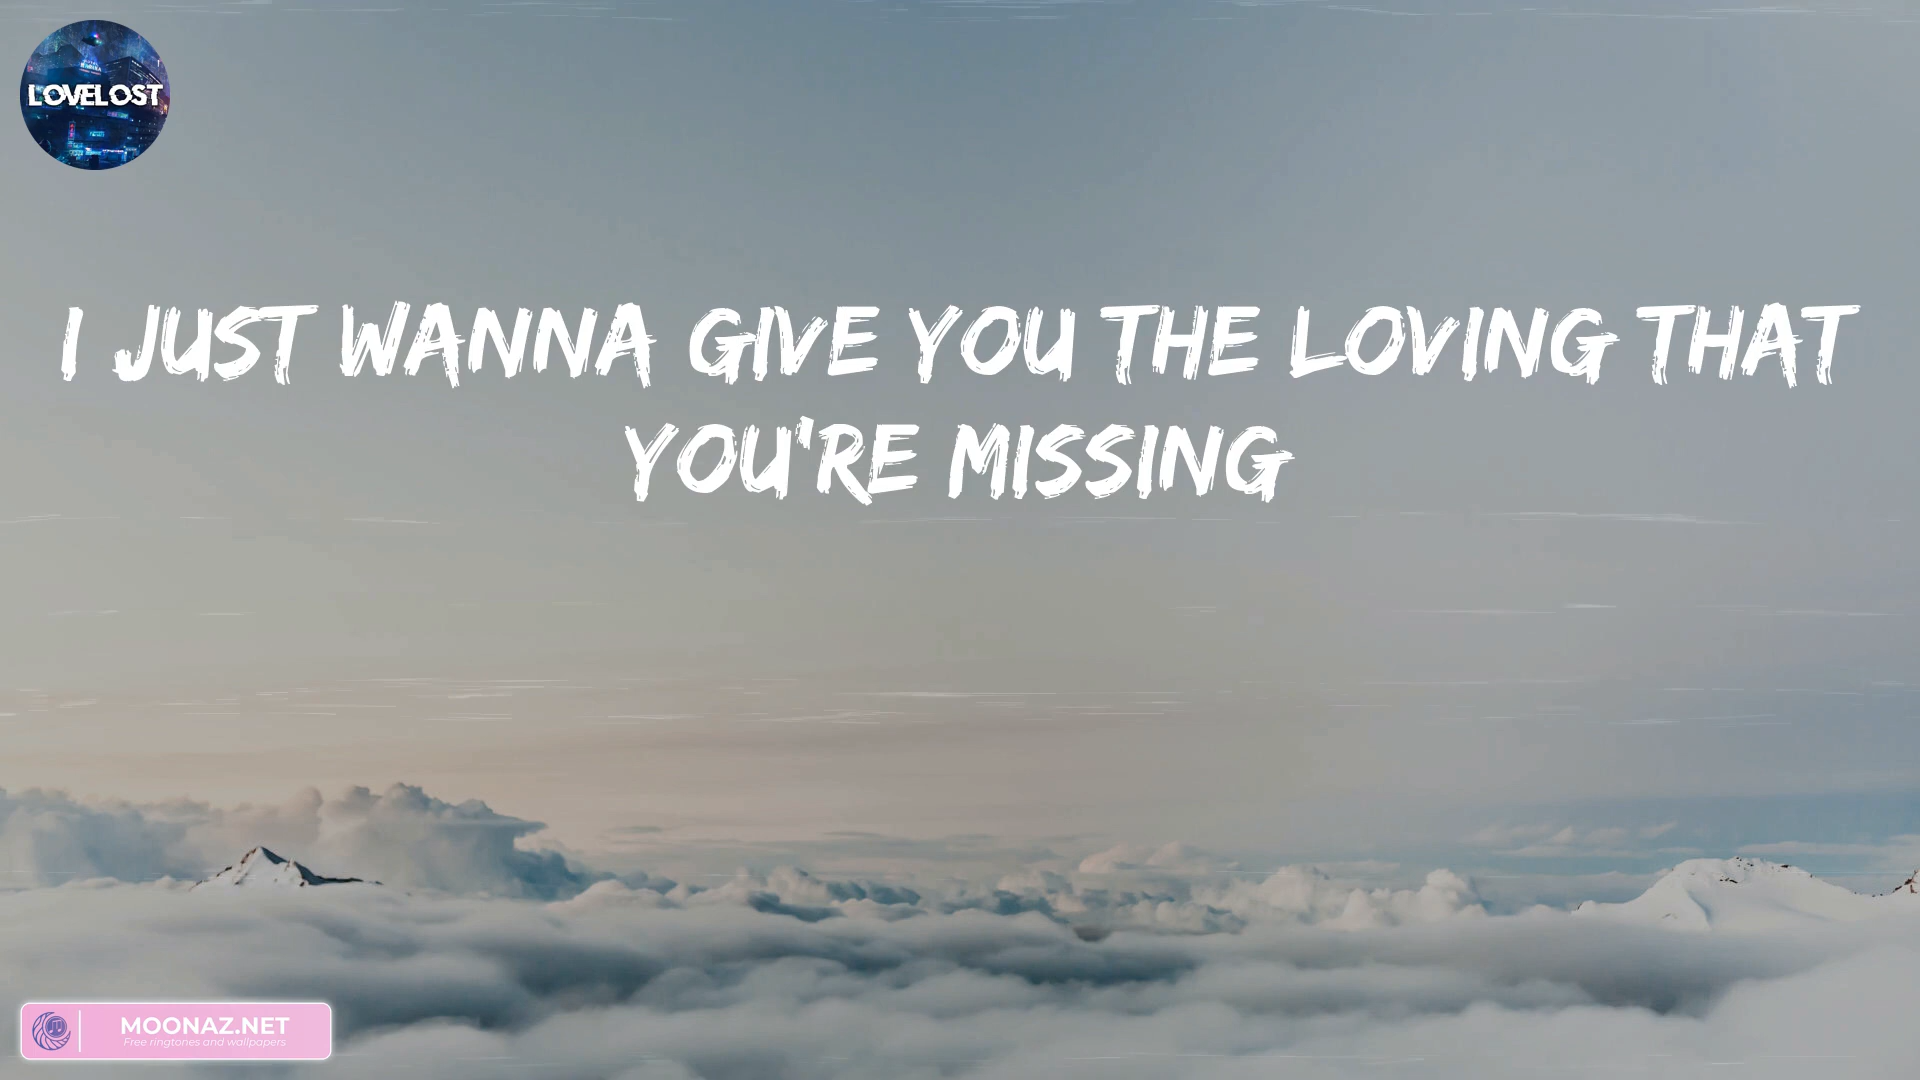 LOVELOST
I JUST WANNA GIVE YOU THE LOVING THAT
YOU'RE MISSING
MOONAZ.NET
Free ringtones and wallpapers